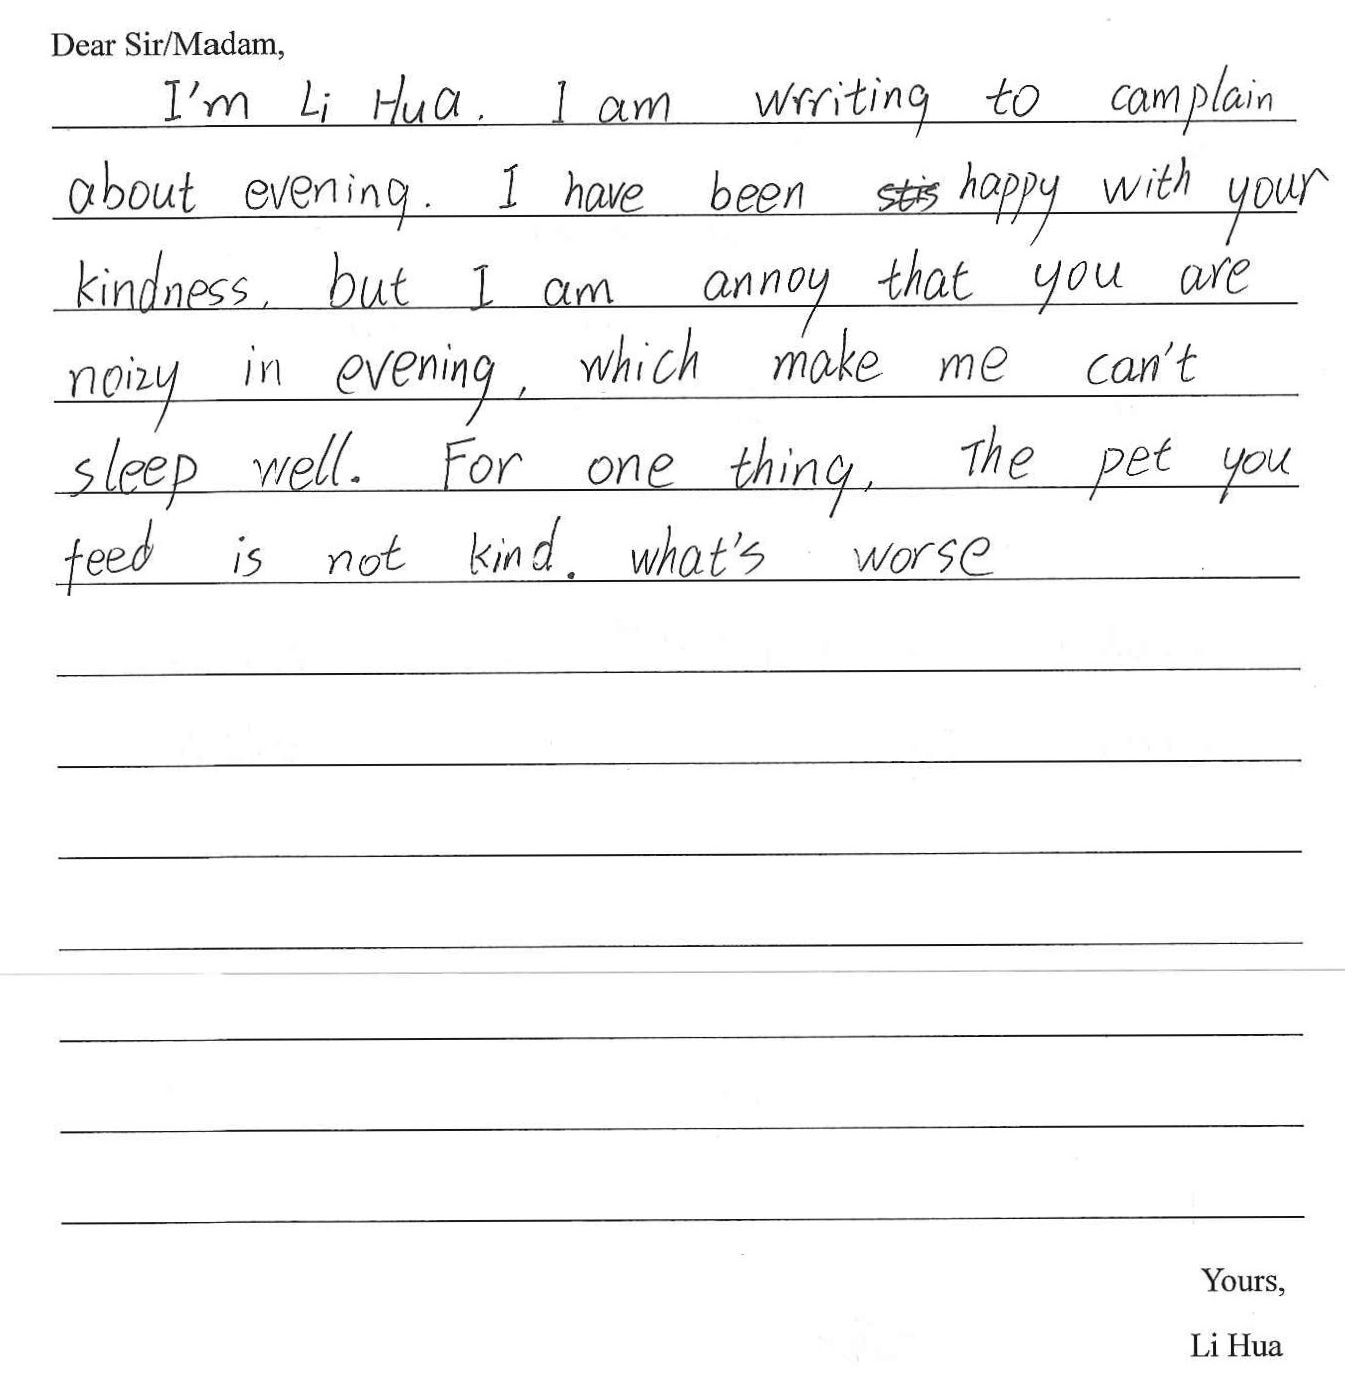 Dear Sir/Madam,
I'm Li Hua. I am wrriting to camplain
about evening. I have been happy with your
kindness, but I am annoy that you are
noizy in evening, which make me can't
sleep well. For one thing, The pet you
feed is not kind. what's worse
Yours,
Li Hua